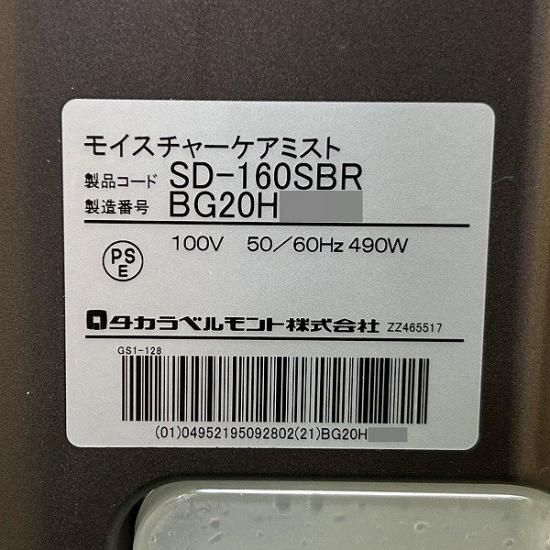 モイスチャーケアミスト
製品コード SD-160SBR
製造番号 BG20H
100V 50/60Hz 490W
PS
E
タカラベルモント株式会社 ZZ465517
GS1-128
(01)04952195092802(21)BG20H